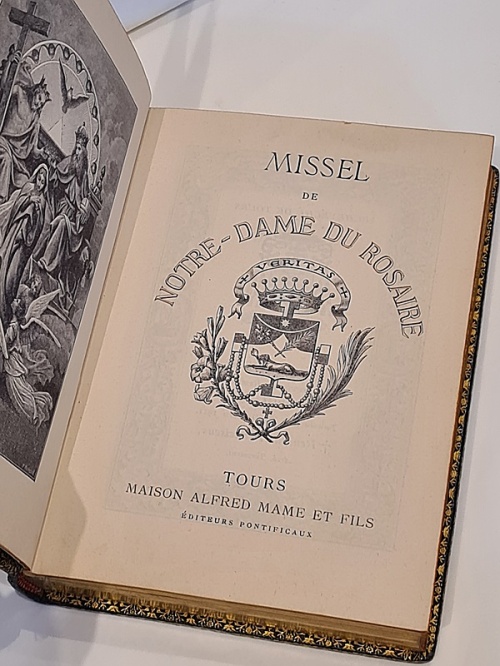 MISSEL
DE
NOTRE-DAME DU ROSAIRE
VERITAS
TOURS
MAISON ALFRED MAME ET FILS
ÉDITEURS PONTIFICAUX